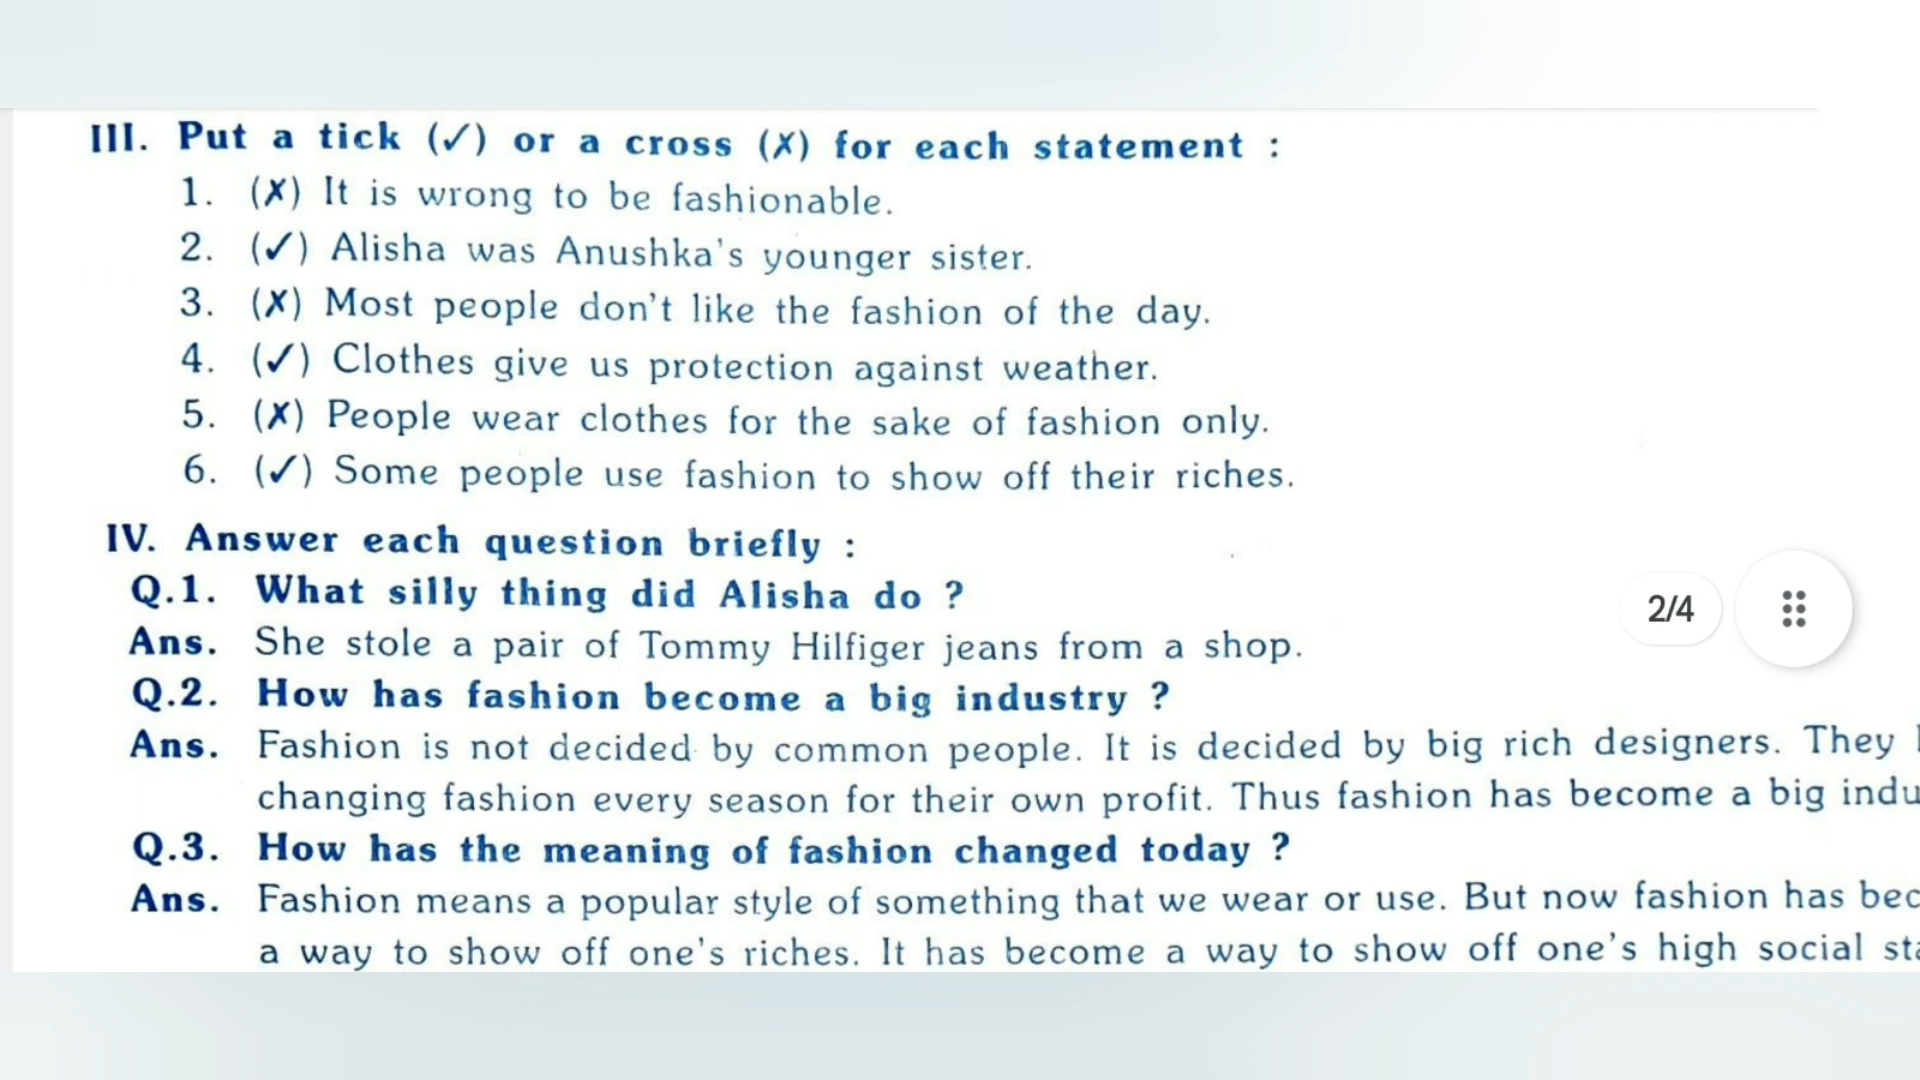 III. Put a tick (✓) or a cross (✗) for each statement :
1. (✗) It is wrong to be fashionable.
2. (✓) Alisha was Anushka's younger sister.
3. (✗) Most people don't like the fashion of the day.
4. (✓) Clothes give us protection against weather.
5. (✗) People wear clothes for the sake of fashion only.
6. (✓) Some people use fashion to show off their riches.
IV. Answer each question briefly :
Q.1. What silly thing did Alisha do ?
Ans. She stole a pair of Tommy Hilfiger jeans from a shop.
Q.2. How has fashion become a big industry ?
Ans. Fashion is not decided by common people. It is decided by big rich designers. They
changing fashion every season for their own profit. Thus fashion has become a big
Q.3. How has the meaning of fashion changed today ?
Ans. Fashion means a popular style of something that we wear or use. But now fashion has
a way to show off one's riches. It has become a way to show off one's high social
2/4